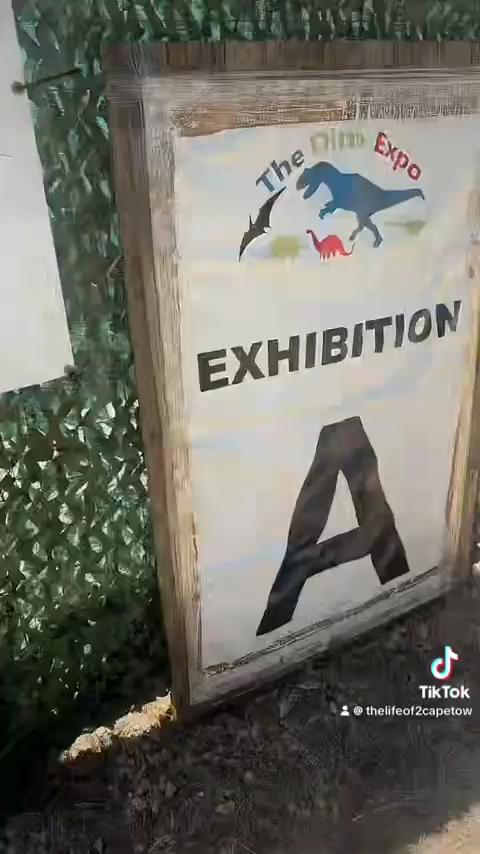 The Dino Expo
EXHIBITION
A
TikTok
@ thelifeof2capetow